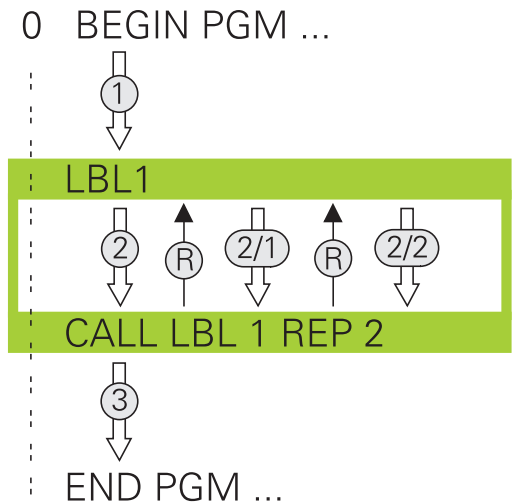 0 BEGIN PGM ...
1
LBL1
2 R 2/1 R 2/2
CALL LBL 1 REP 2
3
END PGM ...